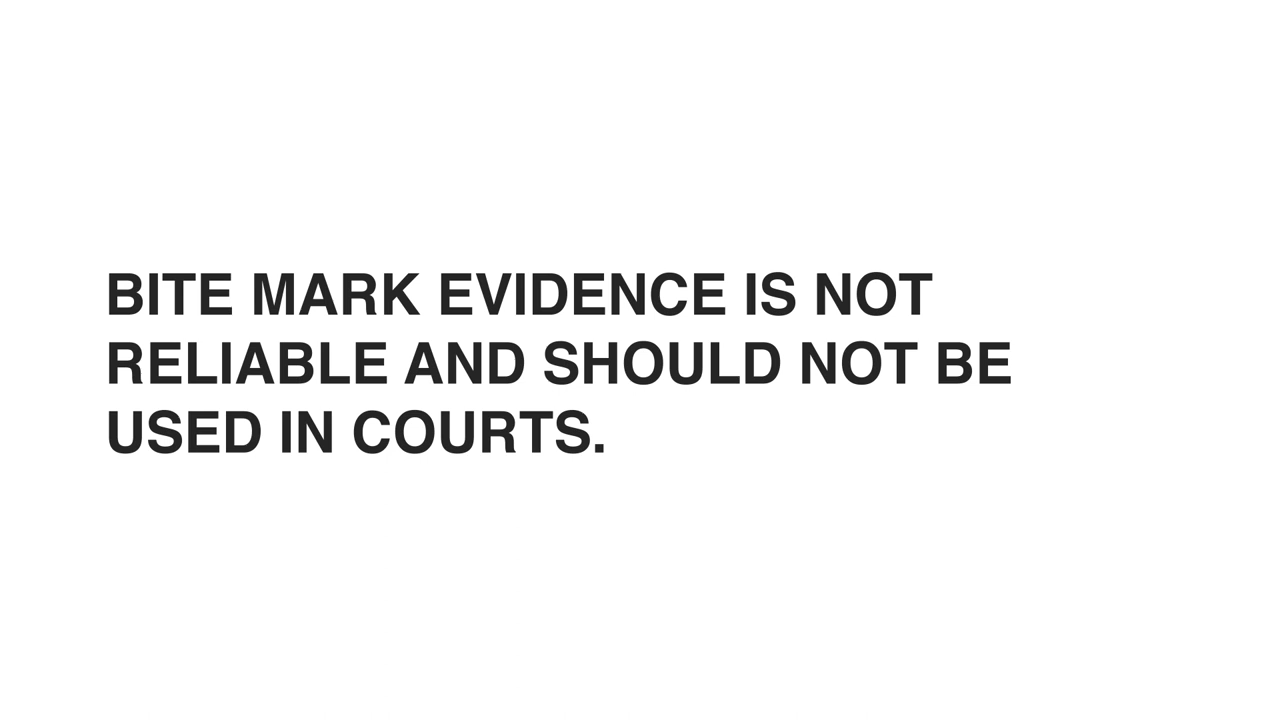 BITE MARK EVIDENCE IS NOT
RELIABLE AND SHOULD NOT BE
USED IN COURTS.